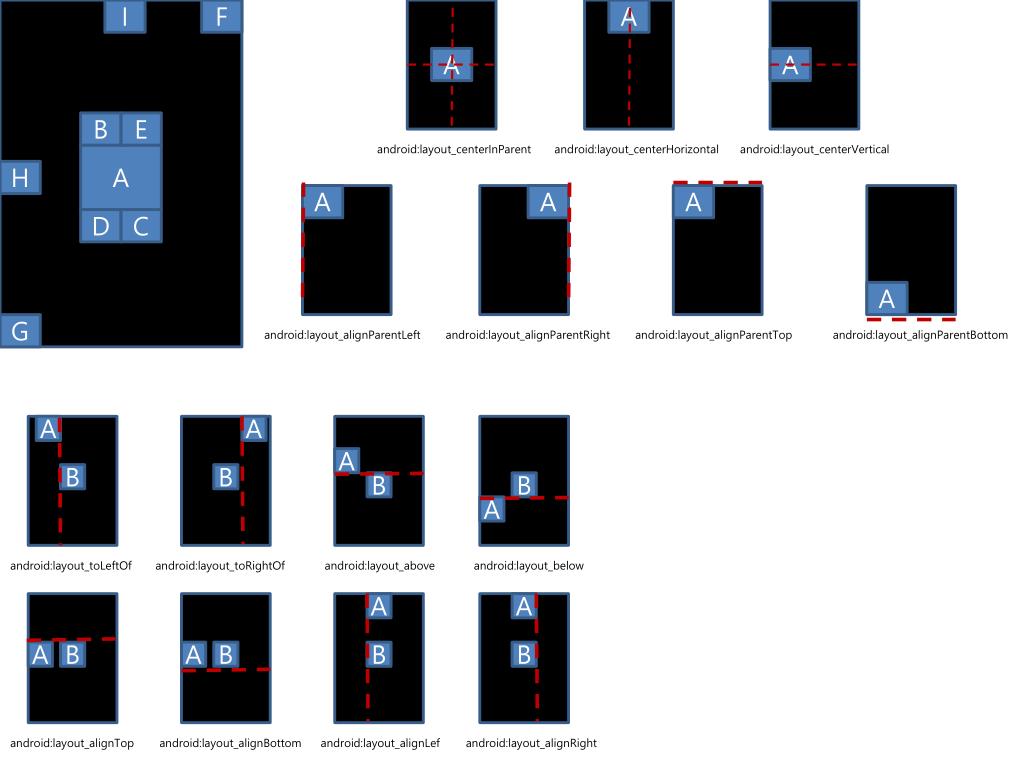 I F
B E
H A
D C
G
A A A
android:layout_centerInParent android:layout_centerHorizontal android:layout_centerVertical
A A A A
android:layout_alignParentLeft android:layout_alignParentRight android:layout_alignParentTop android:layout_alignParentBottom
A A A
B B B B
A
android:layout_toLeftOf android:layout_toRightOf android:layout_above android:layout_below
A A
A B A B B B
android:layout_alignTop android:layout_alignBottom android:layout_alignLef android:layout_alignRight